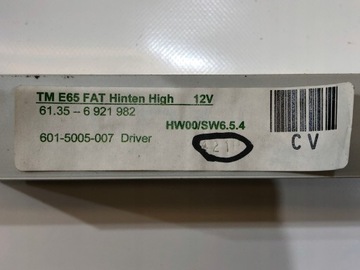 TM E65 FAT Hinten High 12V
61.35 – 6 921 982
HW00/SW6.5.4
601-5005-007 Driver
CV